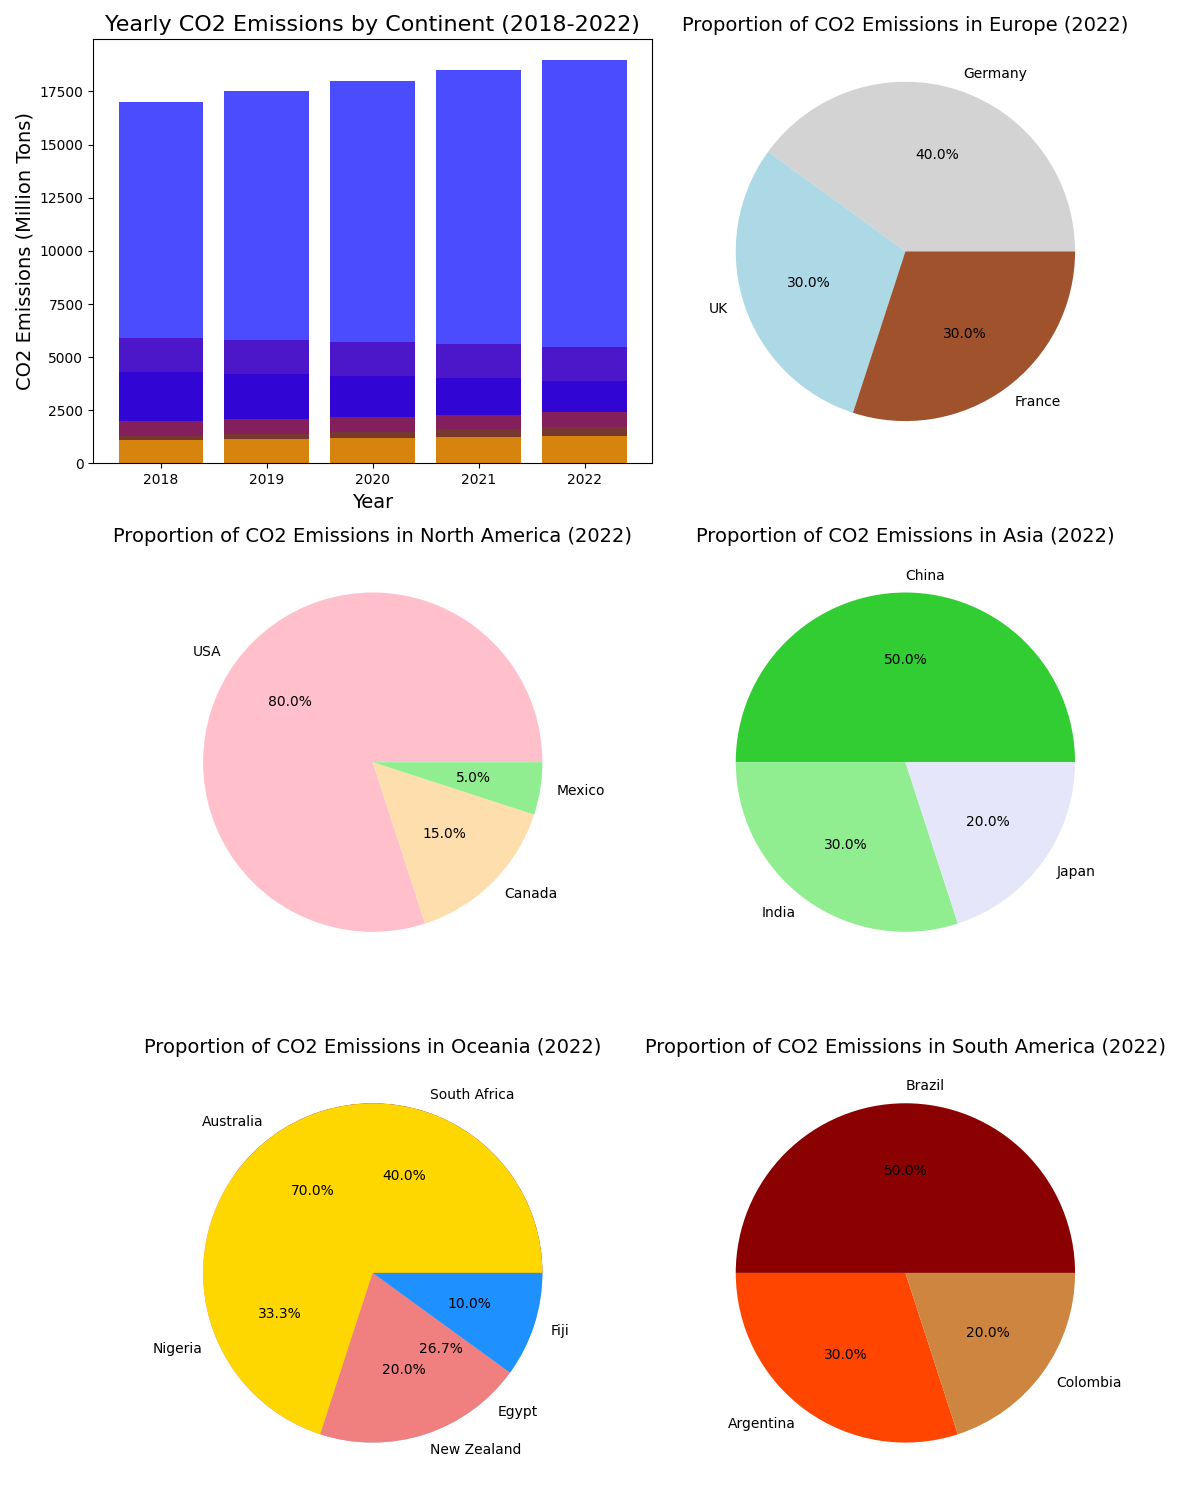 Yearly CO2 Emissions by Continent (2018-2022)
CO2 Emissions (Million Tons)
17500
15000
12500
10000
7500
5000
2500
0
2018 2019 2020 2021 2022
Year
Proportion of CO2 Emissions in Europe (2022)
Germany
40.0%
30.0%
UK
30.0%
France
Proportion of CO2 Emissions in North America (2022)
USA
80.0%
5.0%
Mexico
15.0%
Canada
Proportion of CO2 Emissions in Asia (2022)
China
50.0%
20.0%
30.0%
Japan
India
Proportion of CO2 Emissions in Oceania (2022)
South Africa
Australia
40.0%
70.0%
10.0%
33.3%
Fiji
Nigeria
26.7%
20.0%
Egypt
New Zealand
Proportion of CO2 Emissions in South America (2022)
Brazil
50.0%
20.0%
30.0%
Colombia
Argentina